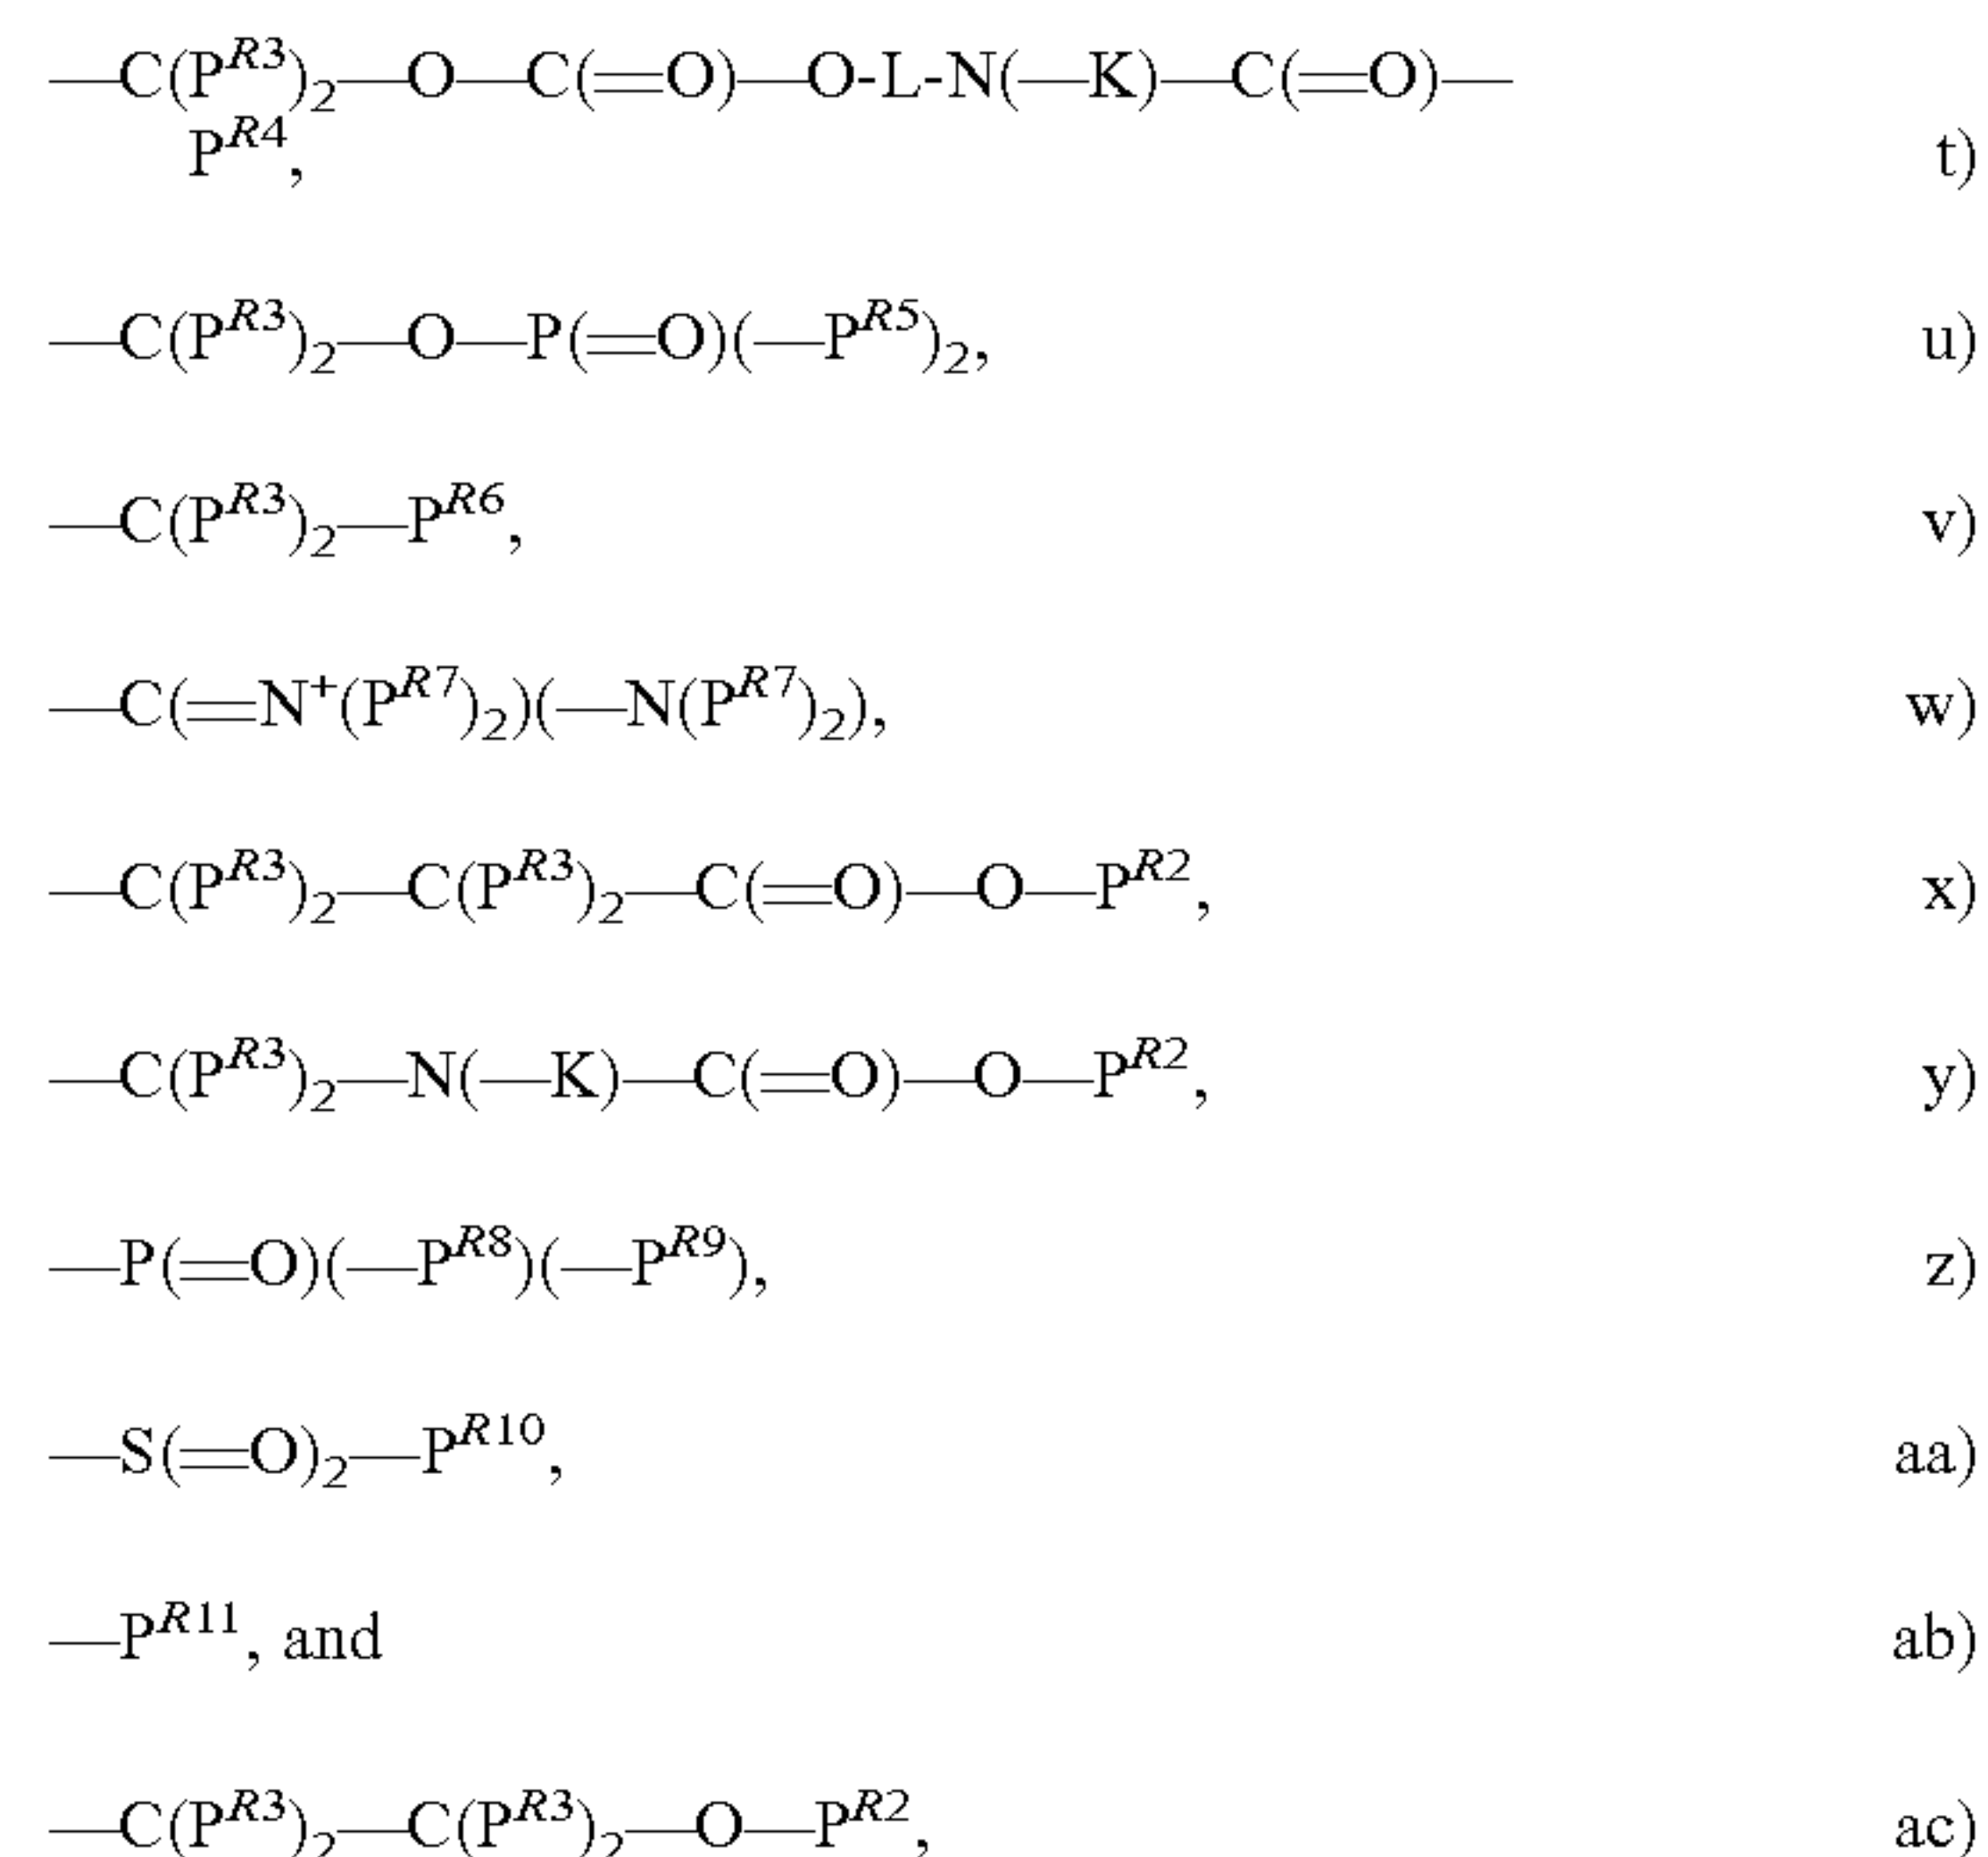 —C(P^R3)₂—O—C(═O)—O-L-N(—K)—C(═O)—
P^R4, t)
—C(P^R3)₂—O—P(═O)(—P^R5)₂, u)
—C(P^R3)₂—P^R6, v)
—C(═N⁺(P^R7)₂)(—N(P^R7)₂), w)
—C(P^R3)₂—C(P^R3)₂—C(═O)—O—P^R2, x)
—C(P^R3)₂—N(—K)—C(═O)—O—P^R2, y)
—P(═O)(—P^R8)(—P^R9), z)
—S(═O)₂—P^R10, aa)
—P^R11, and ab)
—C(P^R3)₂—C(P^R3)₂—O—P^R2, ac)